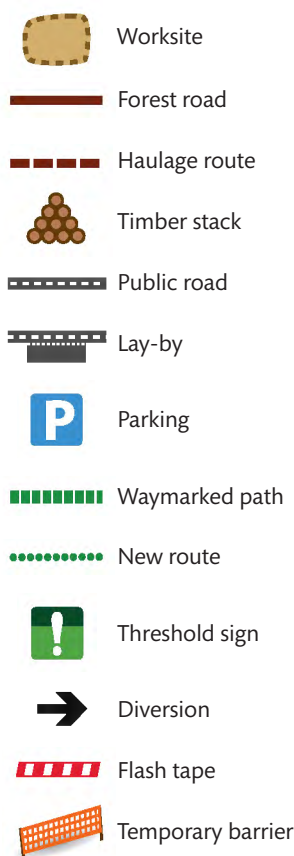 Worksite
Forest road
Haulage route
Timber stack
Public road
Lay-by
P
Parking
Waymarked path
New route
!
Threshold sign
Diversion
Flash tape
Temporary barrier